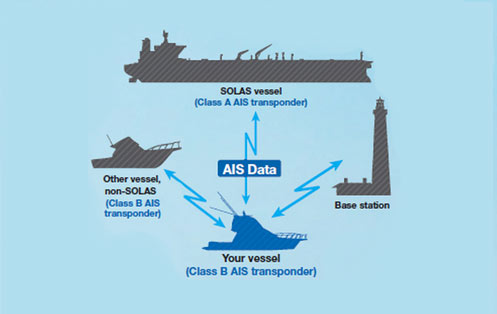 SOLAS vessel
(Class A AIS transponder)
AIS Data
Other vessel,
non-SOLAS
(Class B AIS
transponder)
Base station
Your vessel
(Class B AIS transponder)